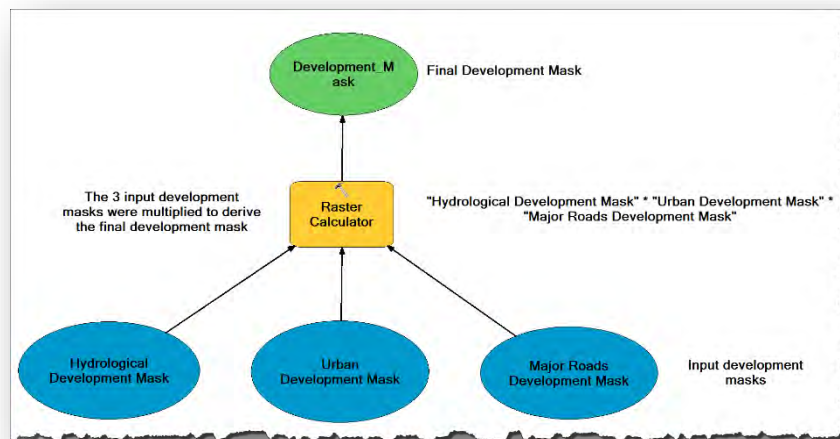 Development_M
ask
Final Development Mask
The 3 input development
masks were multiplied to derive
the final development mask
Raster
Calculator
"Hydrological Development Mask" * "Urban Development Mask" *
"Major Roads Development Mask"
Hydrological
Development Mask
Urban
Development Mask
Major Roads
Development Mask
Input development
masks